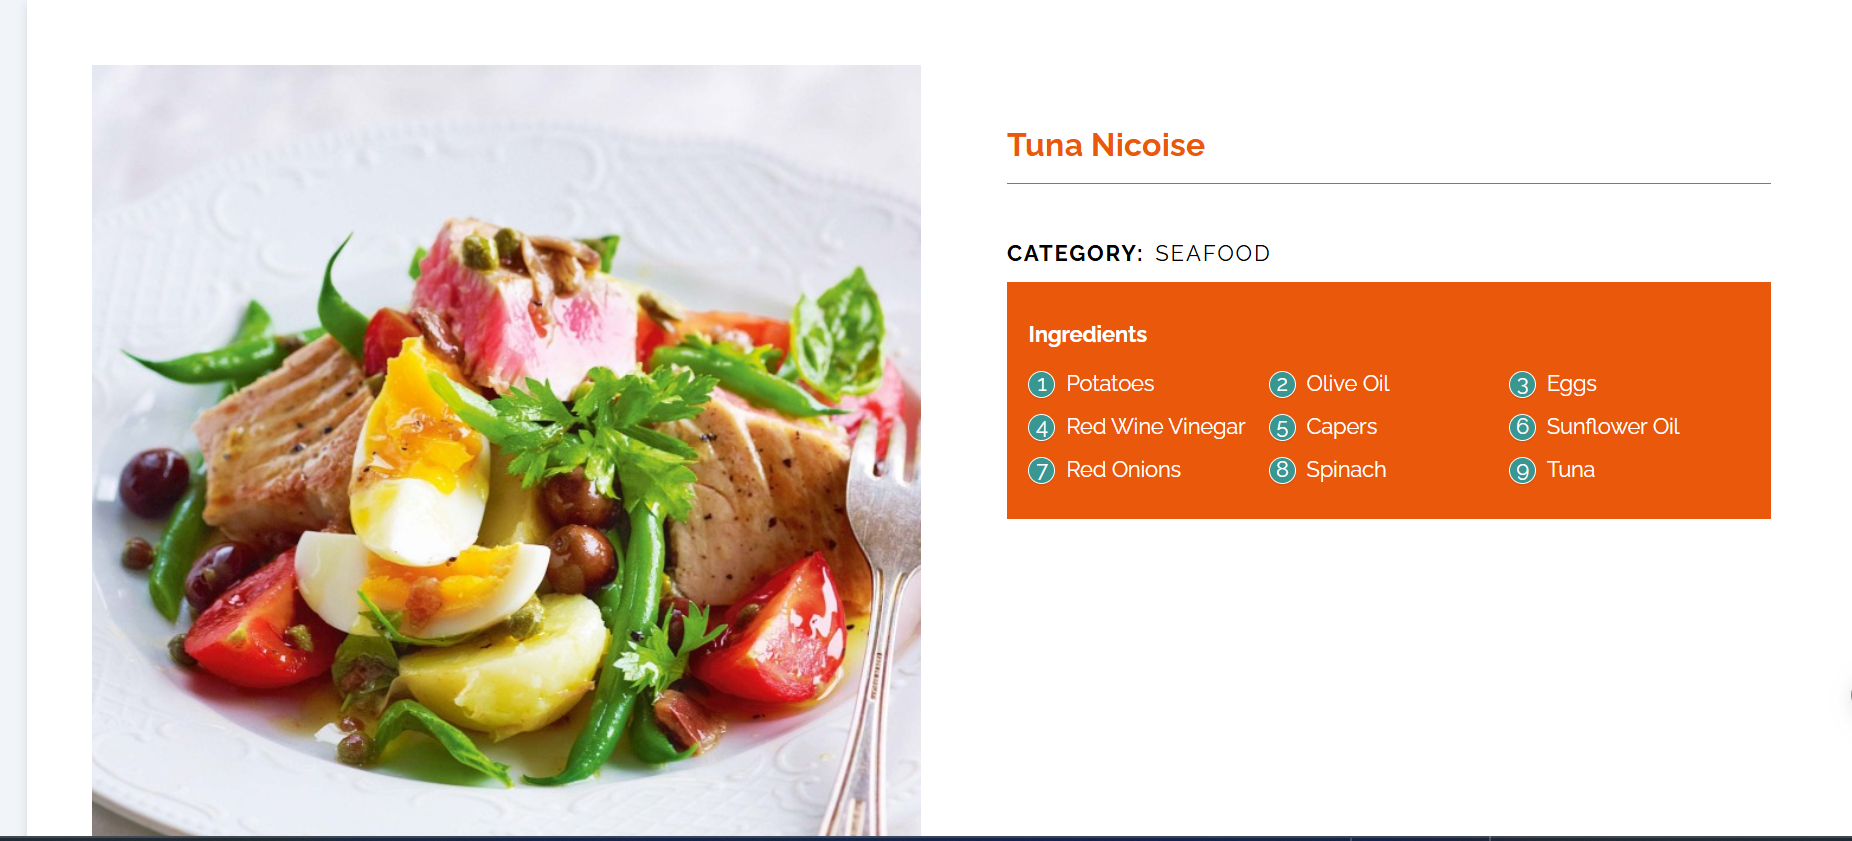 Tuna Nicoise
CATEGORY: SEAFOOD
Ingredients
1 Potatoes
2 Olive Oil
3 Eggs
4 Red Wine Vinegar
5 Capers
6 Sunflower Oil
7 Red Onions
8 Spinach
9 Tuna